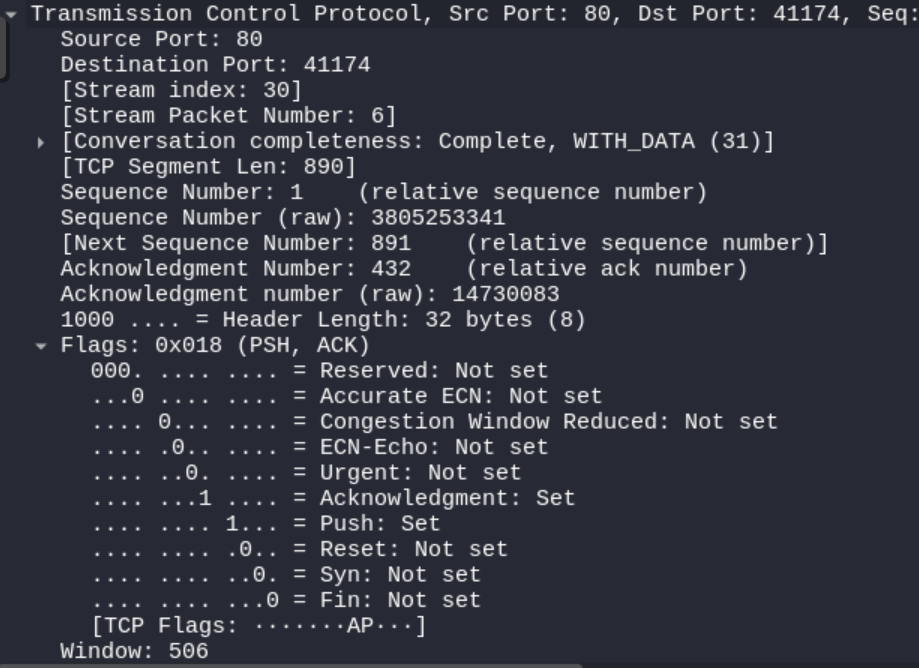 Transmission Control Protocol, Src Port: 80, Dst Port: 41174, Seq:
Source Port: 80
Destination Port: 41174
[Stream index: 30]
[Stream Packet Number: 6]
[Conversation completeness: Complete, WITH_DATA (31)]
[TCP Segment Len: 890]
Sequence Number: 1    (relative sequence number)
Sequence Number (raw): 3805253341
[Next Sequence Number: 891    (relative sequence number)]
Acknowledgment Number: 432    (relative ack number)
Acknowledgment number (raw): 14730083
1000 .... = Header Length: 32 bytes (8)
Flags: 0x018 (PSH, ACK)
000. .... .... = Reserved: Not set
...0 .... .... = Accurate ECN: Not set
.... 0... .... = Congestion Window Reduced: Not set
.... .0.. .... = ECN-Echo: Not set
.... ..0. .... = Urgent: Not set
.... ...1 .... = Acknowledgment: Set
.... .... 1... = Push: Set
.... .... .0.. = Reset: Not set
.... .... ..0. = Syn: Not set
.... .... ...0 = Fin: Not set
[TCP Flags: ·······AP···]
Window: 506